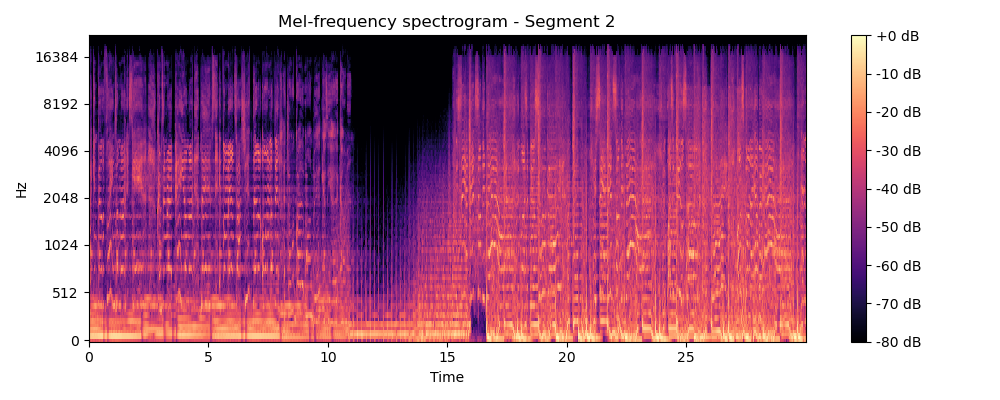 Mel-frequency spectrogram - Segment 2
Hz
16384
8192
4096
2048
1024
512
0
0 5 10 15 20 25
Time
+0 dB
-10 dB
-20 dB
-30 dB
-40 dB
-50 dB
-60 dB
-70 dB
-80 dB